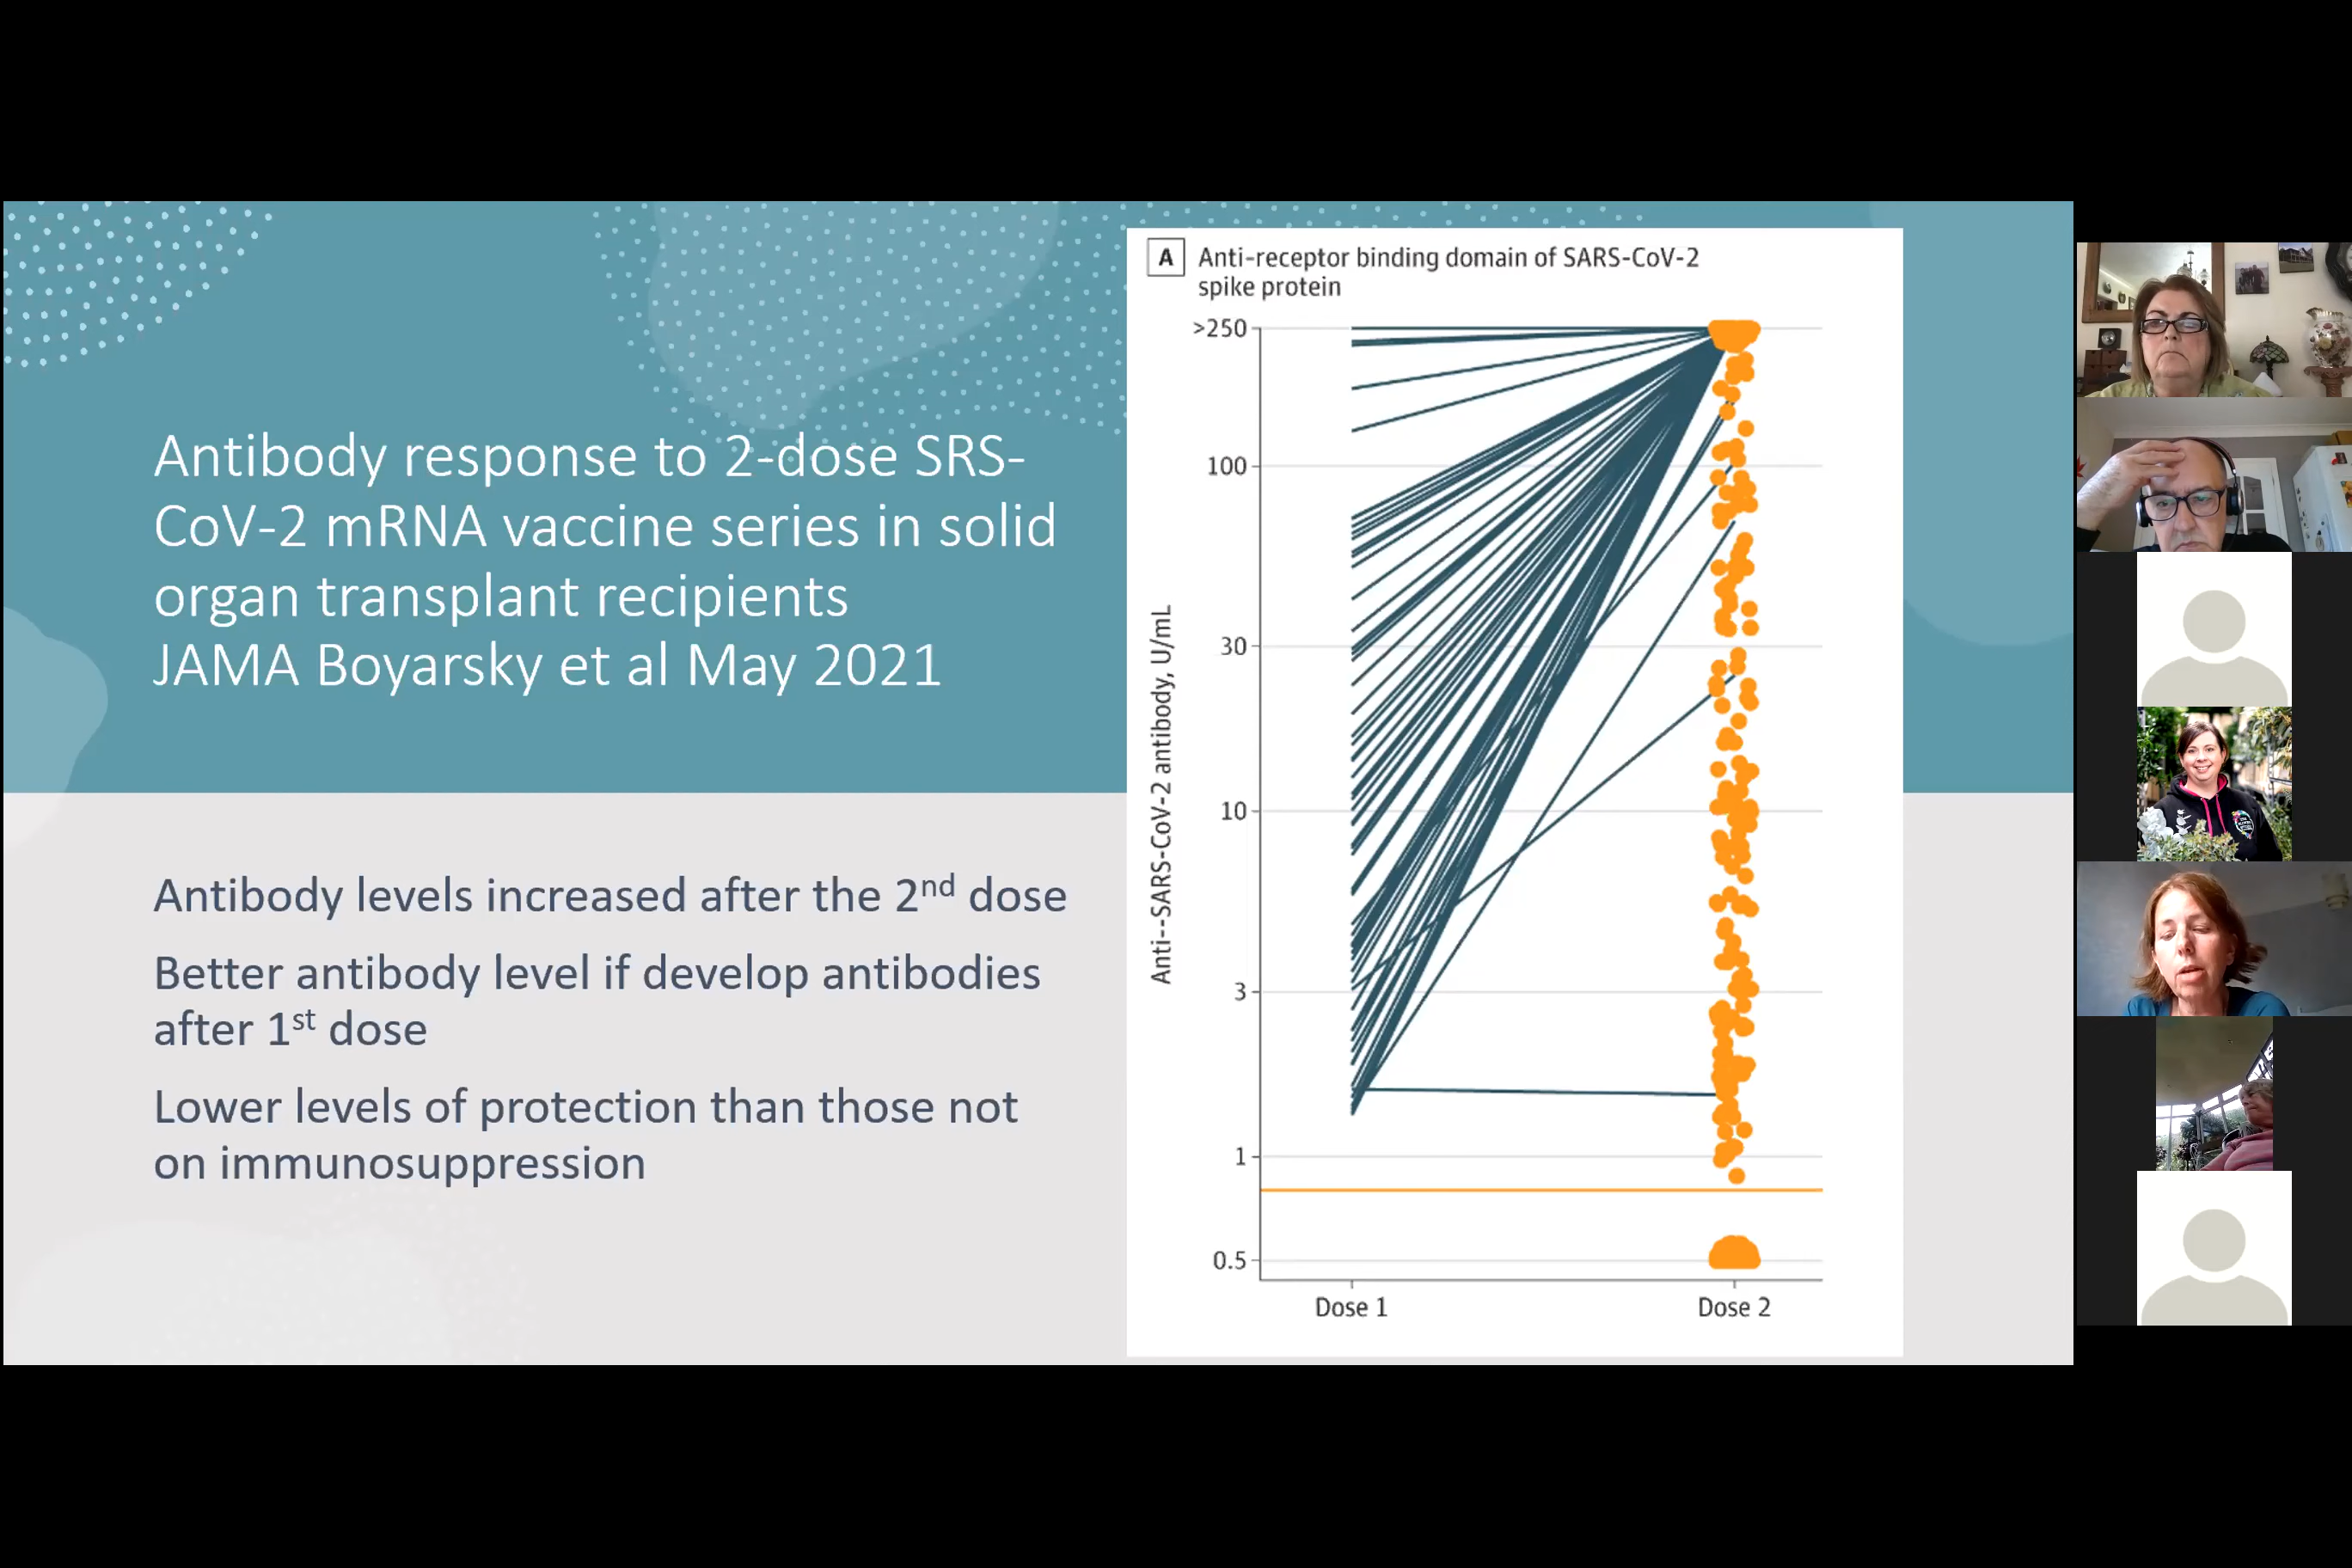 Antibody response to 2-dose SRS-
CoV-2 mRNA vaccine series in solid
organ transplant recipients
JAMA Boyarsky et al May 2021
Antibody levels increased after the 2nd dose
Better antibody level if develop antibodies
after 1st dose
Lower levels of protection than those not
on immunosuppression
A Anti-receptor binding domain of SARS-CoV-2
spike protein
Anti--SARS-CoV-2 antibody, U/mL
>250
100
30
10
3
1
0.5
Dose 1
Dose 2